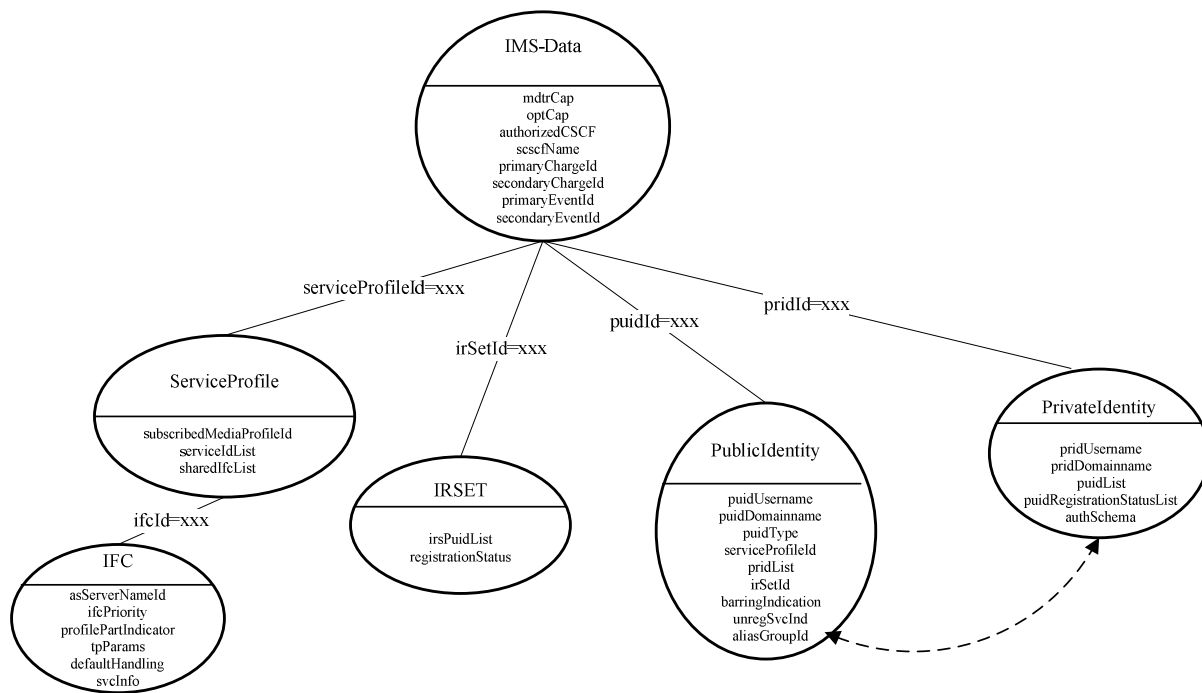 IMS-Data
mdtrCap
optCap
authorizedCSCF
scscfName
primaryChargeId
secondaryChargeId
primaryEventId
secondaryEventId
serviceProfileId=xxx
irSetId=xxx
puidId=xxx
pridId=xxx
ServiceProfile
subscribedMediaProfileId
serviceIdList
sharedIfcList
ifcId=xxx
IFC
asServerNameId
ifcPriority
profilePartIndicator
tpParams
defaultHandling
svcInfo
IRSET
irsPuidList
registrationStatus
PublicIdentity
puidUsername
puidDomainname
puidType
serviceProfileId
pridList
irSetId
barringIndication
unregSvcInd
aliasGroupId
PrivateIdentity
pridUsername
pridDomainname
puidList
puidRegistrationStatusList
authSchema